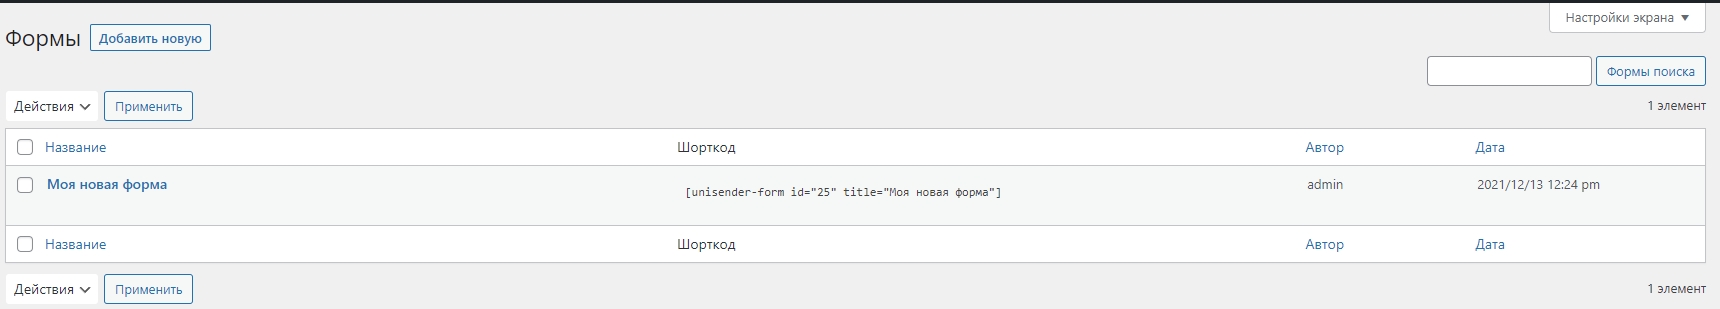 Настройки экрана ▼
Формы Добавить новую
Формы поиска
Действия Применить 1 элемент
Название Шорткод Автор Дата
Моя новая форма [unisender-form id="25" title="Моя новая форма"] admin 2021/12/13 12:24 pm
Название Шорткод Автор Дата
Действия Применить 1 элемент